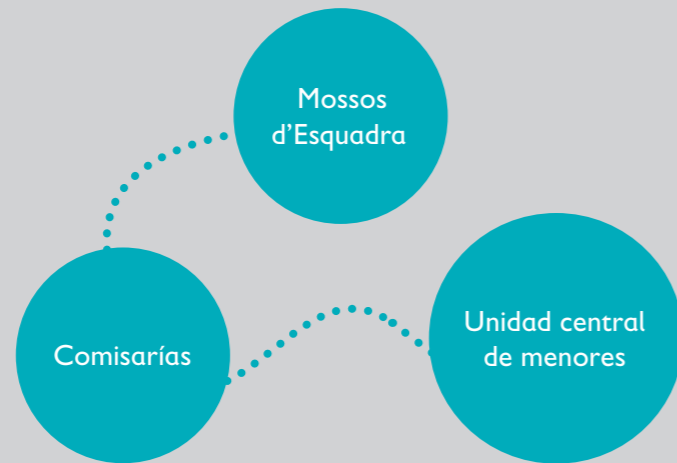 Mossos
d’Esquadra
Comisarías
Unidad central
de menores